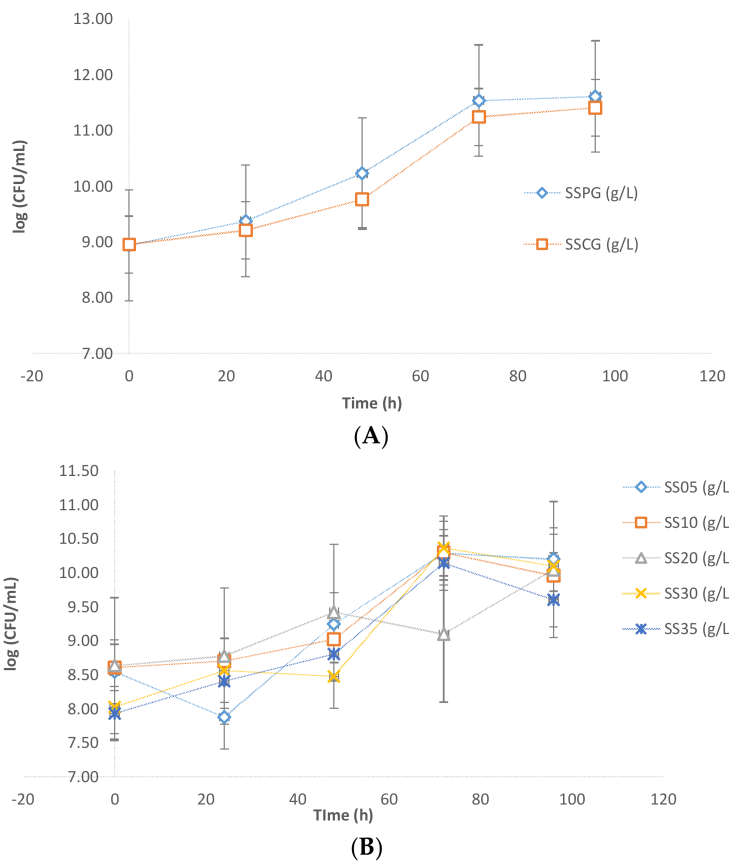 13.00
12.00
11.00
10.00
9.00
8.00
7.00
log (CFU/mL)
SSPG (g/L)
SSCG (g/L)
-20 0 20 40 60 80 100 120
Time (h)
(A)
11.50
11.00
10.50
10.00
9.50
9.00
8.50
8.00
7.50
7.00
log (CFU/mL)
SS05 (g/L
SS10 (g/L
SS20 (g/L
SS30 (g/L
SS35 (g/L
-20 0 20 40 60 80 100 120
TIme (h)
(B)